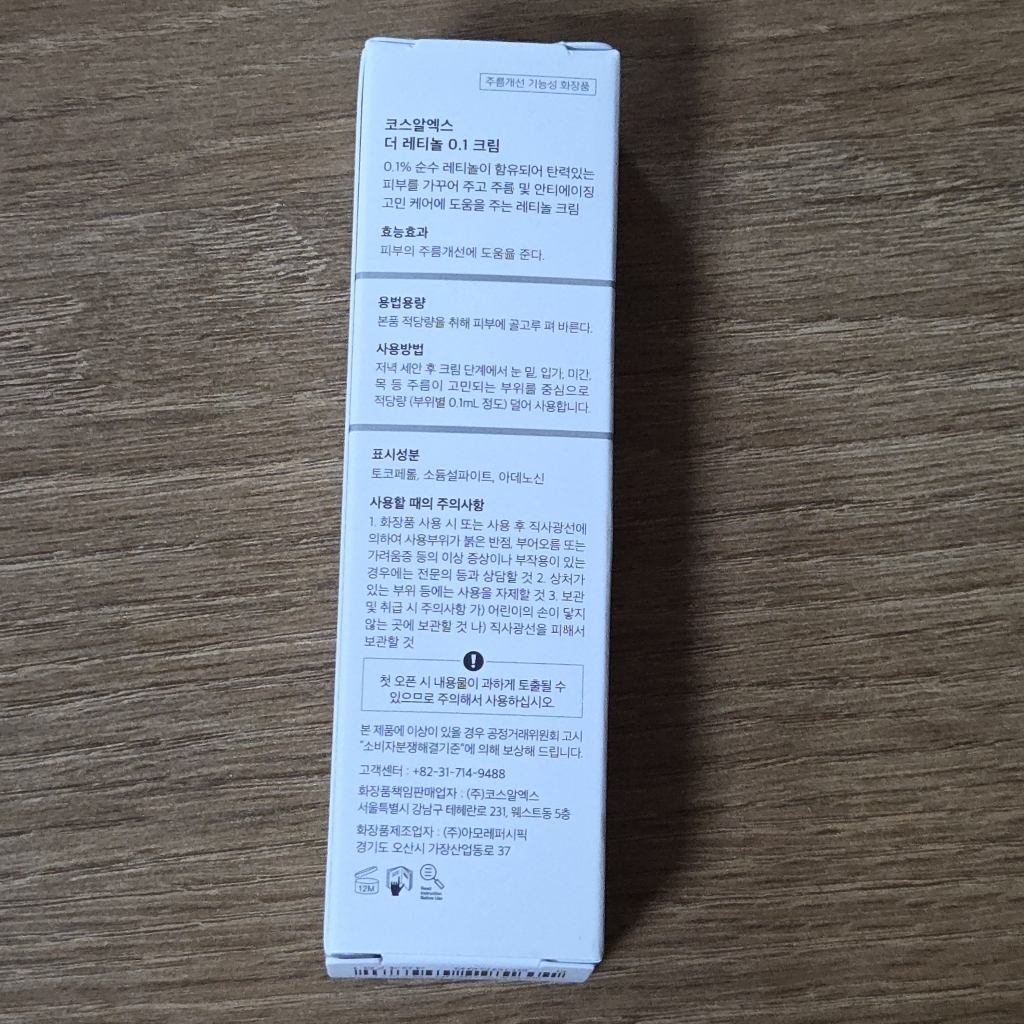 주름개선 기능성 화장품
코스알엑스
더 레티놀 0.1 크림
0.1% 순수 레티놀이 함유되어 탄력있는
피부를 가꾸어 주고 주름 및 안티에이징
고민 케어에 도움을 주는 레티놀 크림
효능효과
피부의 주름개선에 도움을 준다.
용법용량
본품 적당량을 취해 피부에 골고루 펴 바른다.
사용방법
저녁 세안 후 크림 단계에서 눈 밑, 입가, 미간,
목 등 주름이 고민되는 부위를 중심으로
적당량 (부위별 0.1mL 정도) 덜어 사용합니다.
표시성분
토코페롤, 소듐설파이트, 아데노신
사용할 때의 주의사항
1. 화장품 사용 시 또는 사용 후 직사광선에
의하여 사용부위가 붉은 반점, 부어오름 또는
가려움증 등의 이상 증상이나 부작용이 있는
경우에는 전문의 등과 상담할 것 2. 상처가
있는 부위 등에는 사용을 자제할 것 3. 보관
및 취급 시 주의사항 가) 어린이의 손이 닿지
않는 곳에 보관할 것 나) 직사광선을 피해서
보관할 것
!
첫 오픈 시 내용물이 과하게 토출될 수
있으므로 주의해서 사용하십시오.
본 제품에 이상이 있을 경우 공정거래위원회 고시
"소비자분쟁해결기준"에 의해 보상해 드립니다.
고객센터 : +82-31-714-9488
화장품책임판매업자 : (주)코스알엑스
서울특별시 강남구 테헤란로 231, 웨스트동 5층
화장품제조업자 : (주)아모레퍼시픽
경기도 오산시 가장산업동로 37
12M
Read
Instruction
Before Use